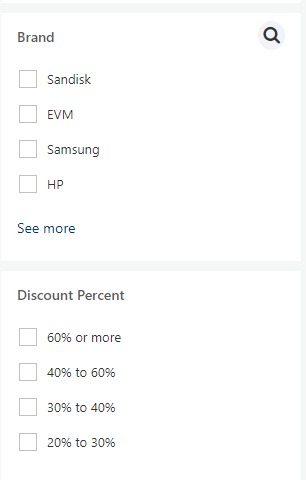 Brand
Sandisk
EVM
Samsung
HP
See more
Discount Percent
60% or more
40% to 60%
30% to 40%
20% to 30%